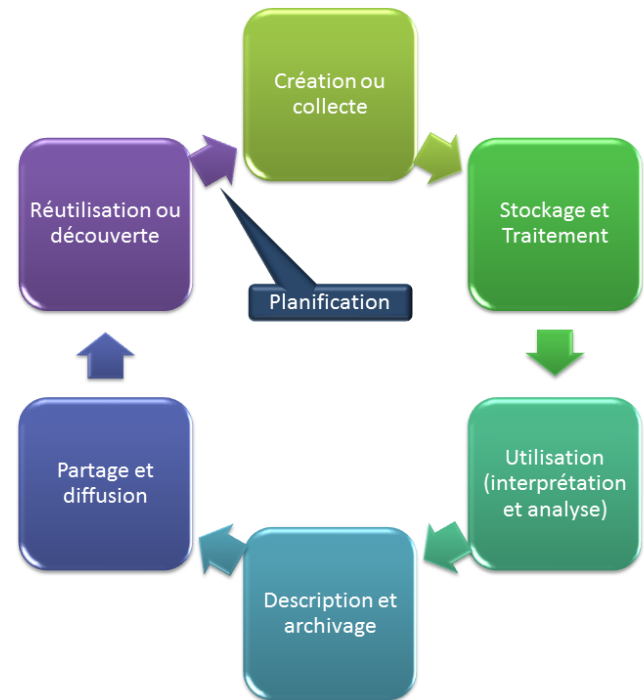 Création ou
collecte
Stockage et
Traitement
Utilisation
(interprétation
et analyse)
Description et
archivage
Partage et
diffusion
Réutilisation ou
découverte
Planification